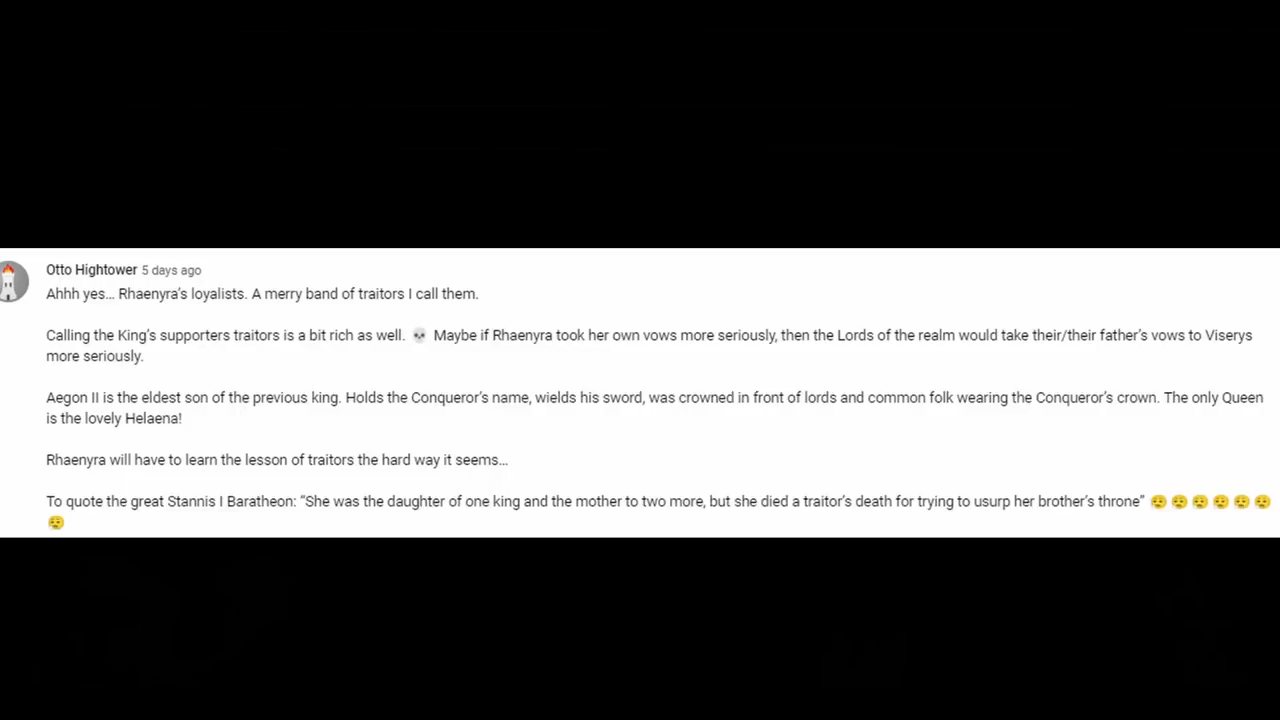 Otto Hightower 5 days ago
Ahhh yes... Rhaenyra's loyalists. A merry band of traitors I call them.
Calling the King's supporters traitors is a bit rich as well. 💀 Maybe if Rhaenyra took her own vows more seriously, then the Lords of the realm would take their/their father's vows to Viserys
more seriously.
Aegon II is the eldest son of the previous king. Holds the Conqueror's name, wields his sword, was crowned in front of lords and common folk wearing the Conqueror's crown. The only Queen
is the lovely Helaena!
Rhaenyra will have to learn the lesson of traitors the hard way it seems...
To quote the great Stannis I Baratheon: “She was the daughter of one king and the mother to two more, but she died a traitor's death for trying to usurp her brother's throne” 😮‍💨😮‍💨😮‍💨😮‍💨😮‍💨😮‍💨
😮‍💨